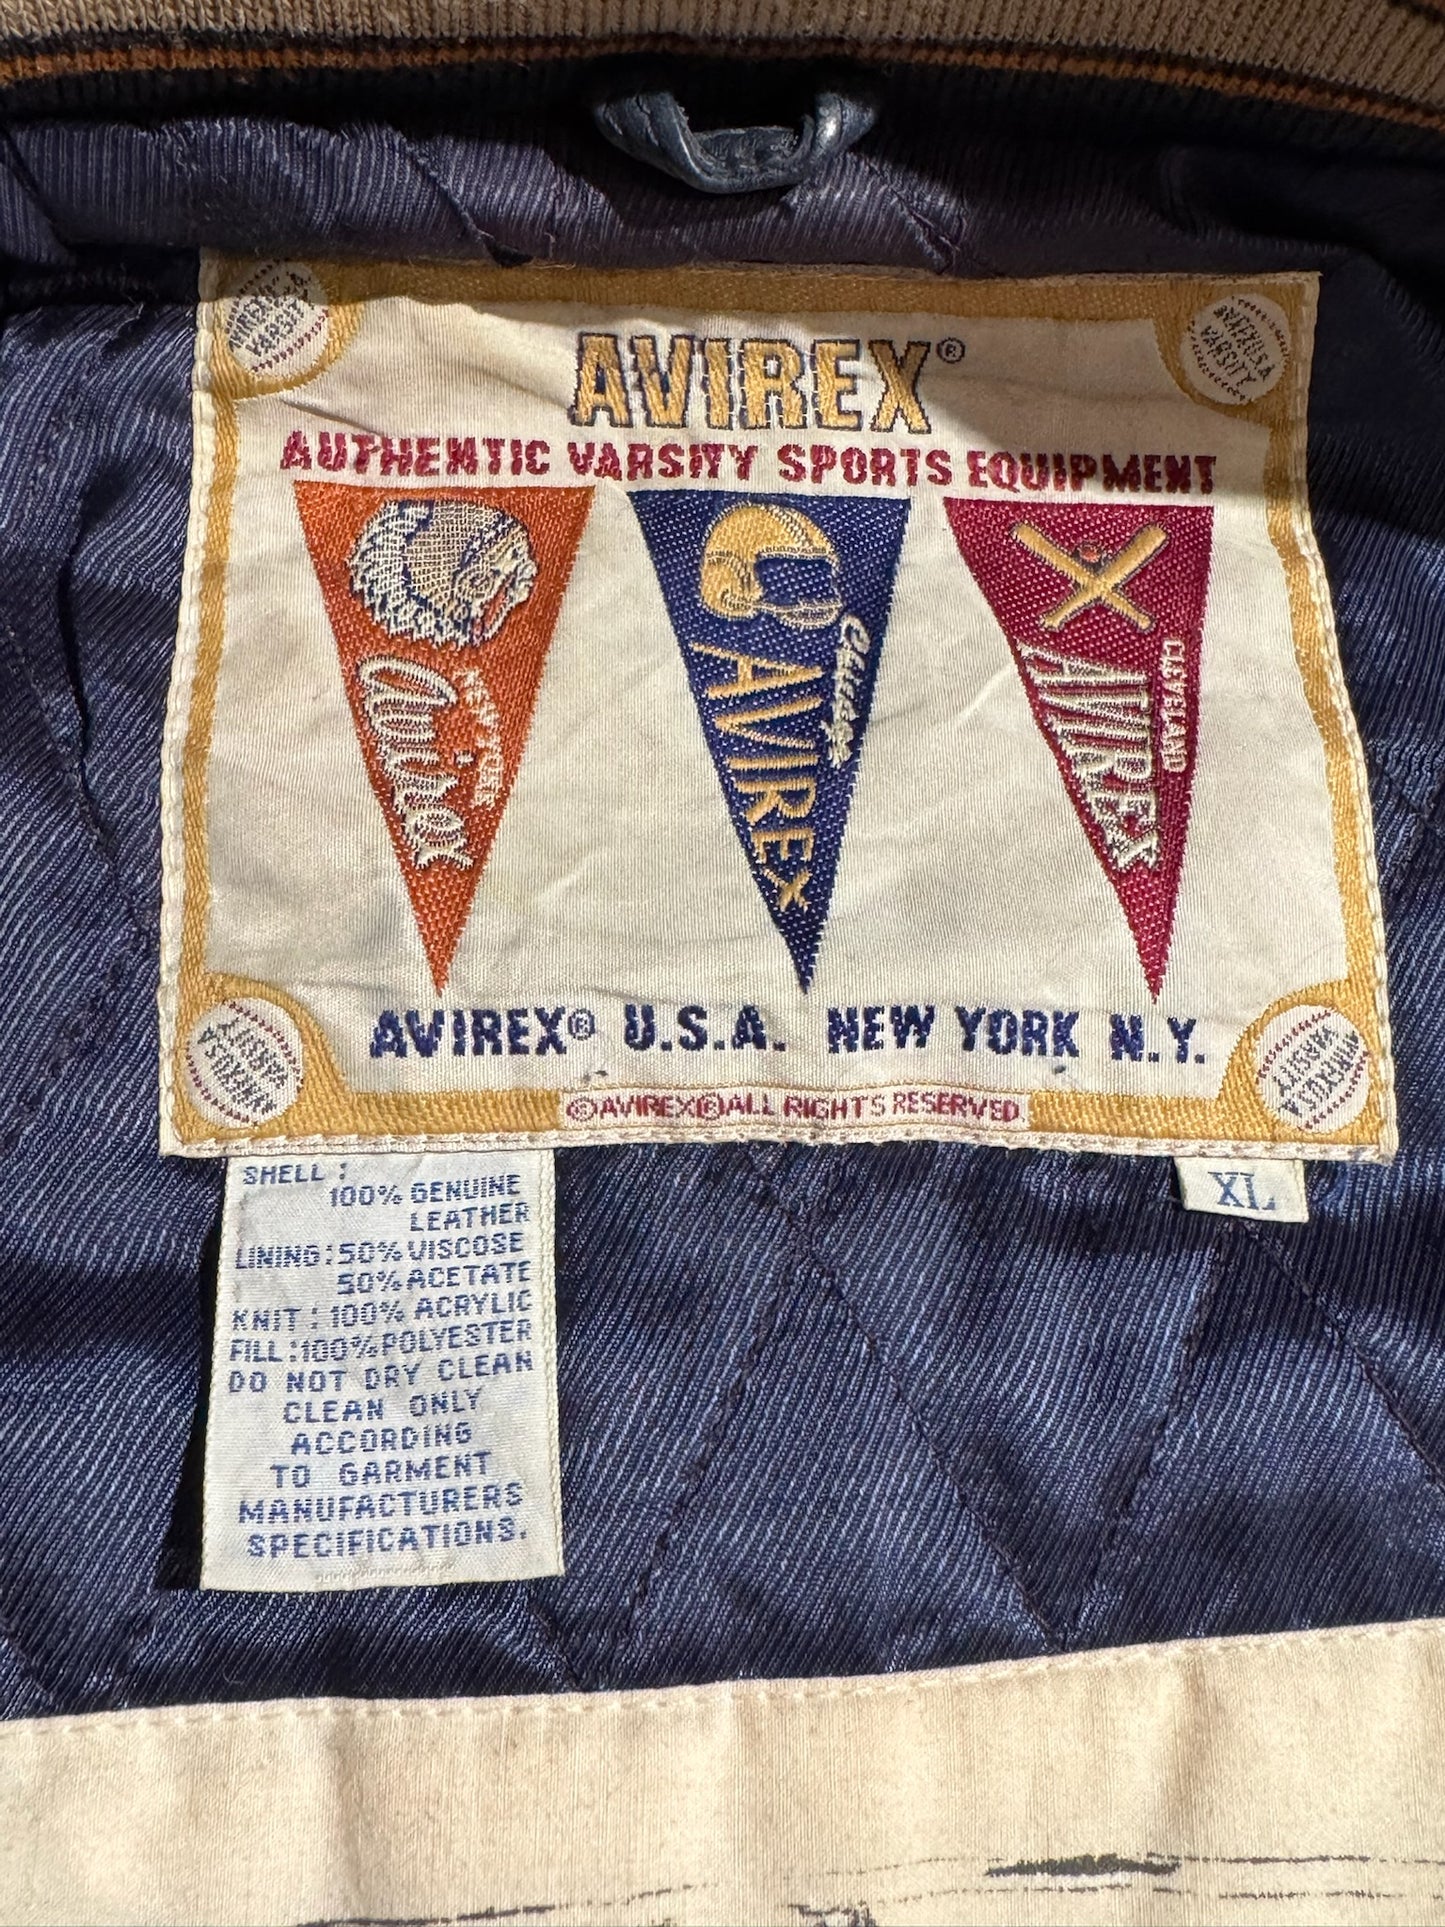 AVIREX®
AUTHENTIC VARSITY SPORTS EQUIPMENT
NEW YORK
Avirex
Chicago
AVIREX
CLEVELAND
AVIREX
AVIREX® U.S.A. NEW YORK N.Y.
©AVIREX®ALL RIGHTS RESERVED
XL
SHELL:
100% GENUINE
LEATHER
LINING:50% VISCOSE
50% ACETATE
KNIT: 100% ACRYLIC
FILL:100% POLYESTER
DO NOT DRY CLEAN
CLEAN ONLY
ACCORDING
TO GARMENT
MANUFACTURERS
SPECIFICATIONS.